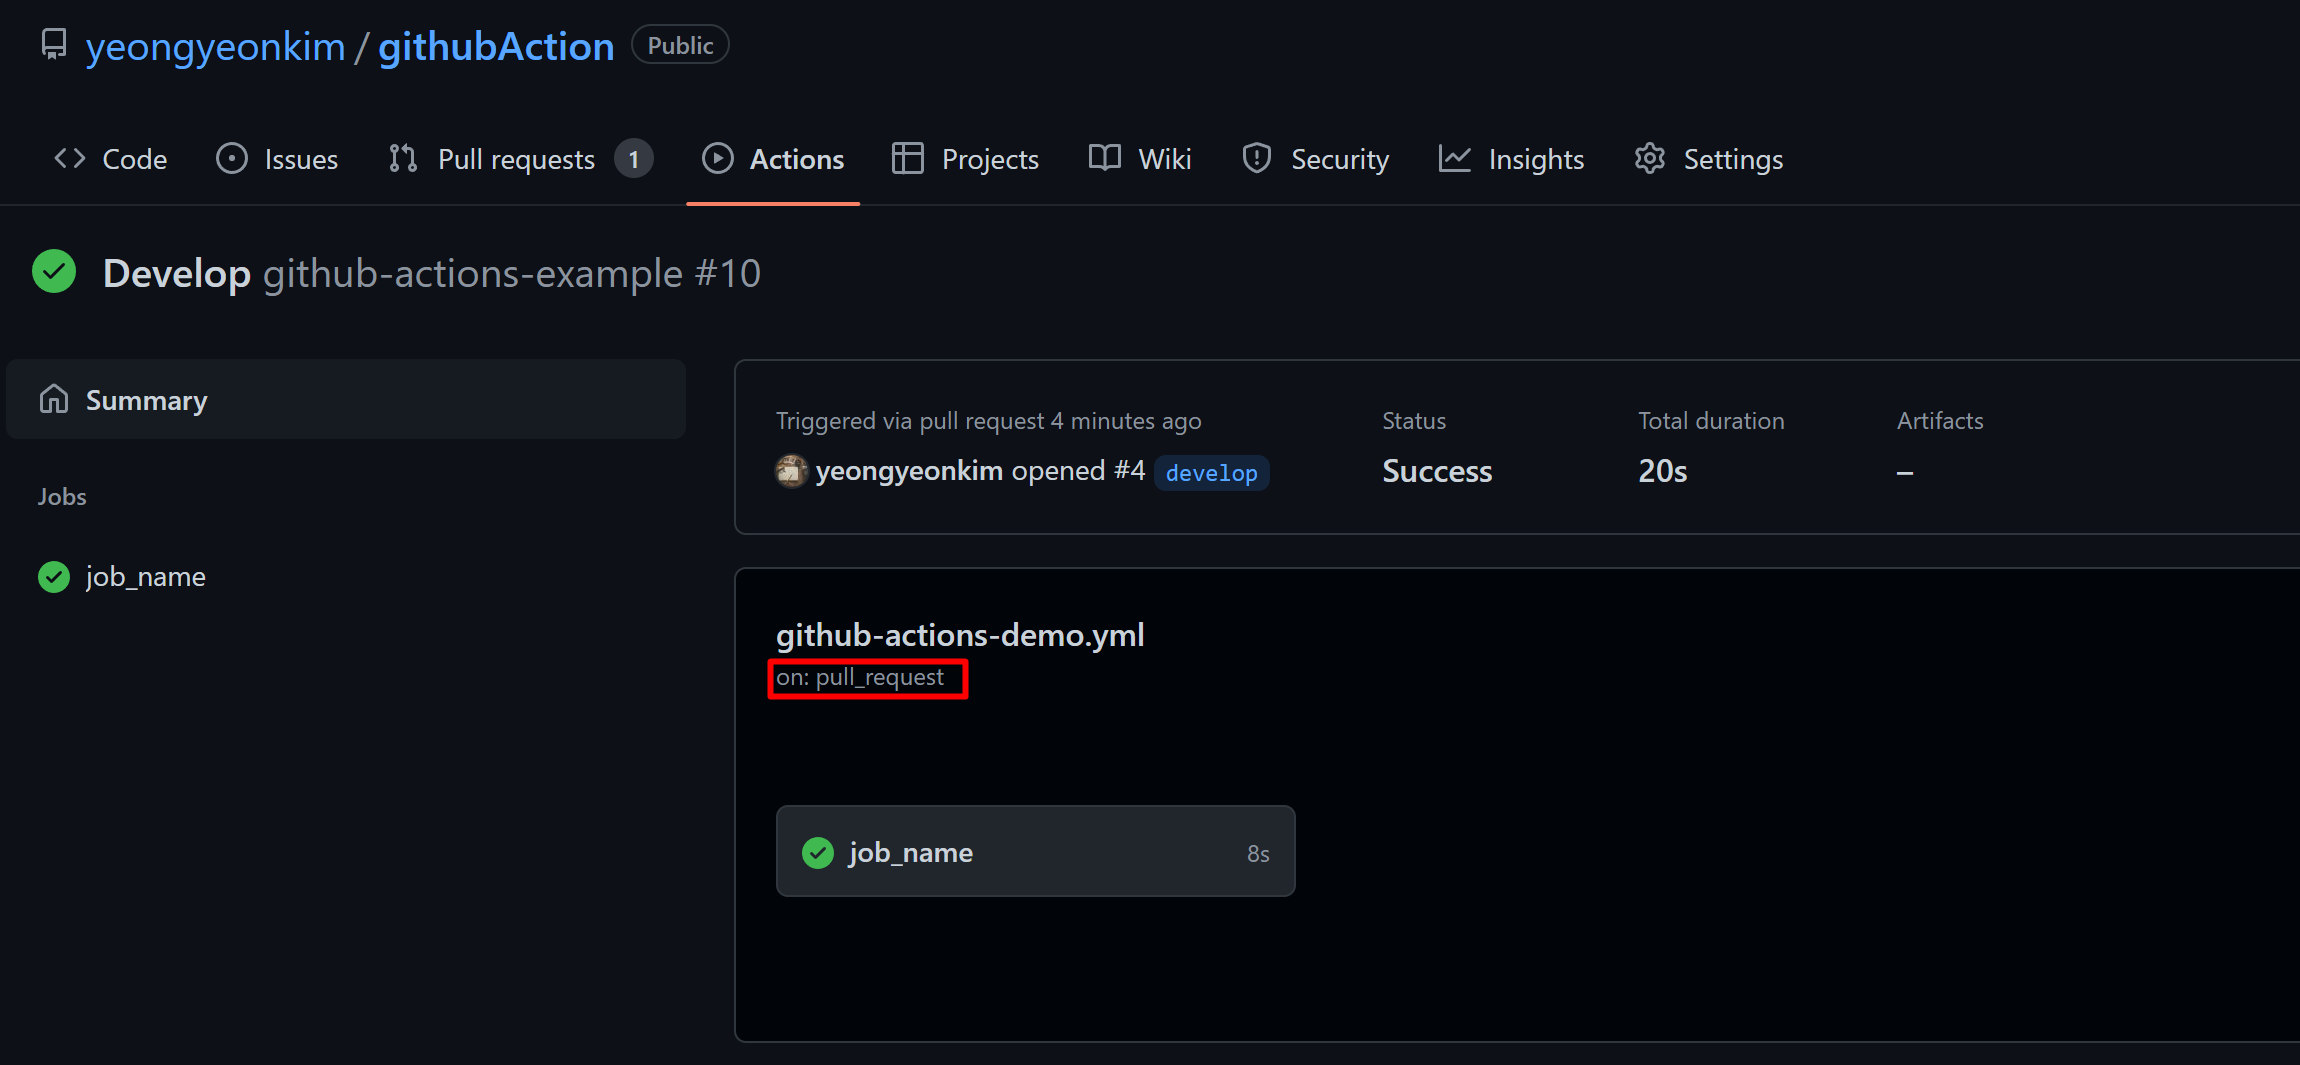 yeongyeonkim / githubAction Public
Code Issues Pull requests 1 Actions Projects Wiki Security Insights Settings
Develop github-actions-example #10
Summary
Jobs
job_name
Triggered via pull request 4 minutes ago
yeongyeonkim opened #4 develop
Status
Success
Total duration
20s
Artifacts
–
github-actions-demo.yml
on: pull_request
job_name 8s